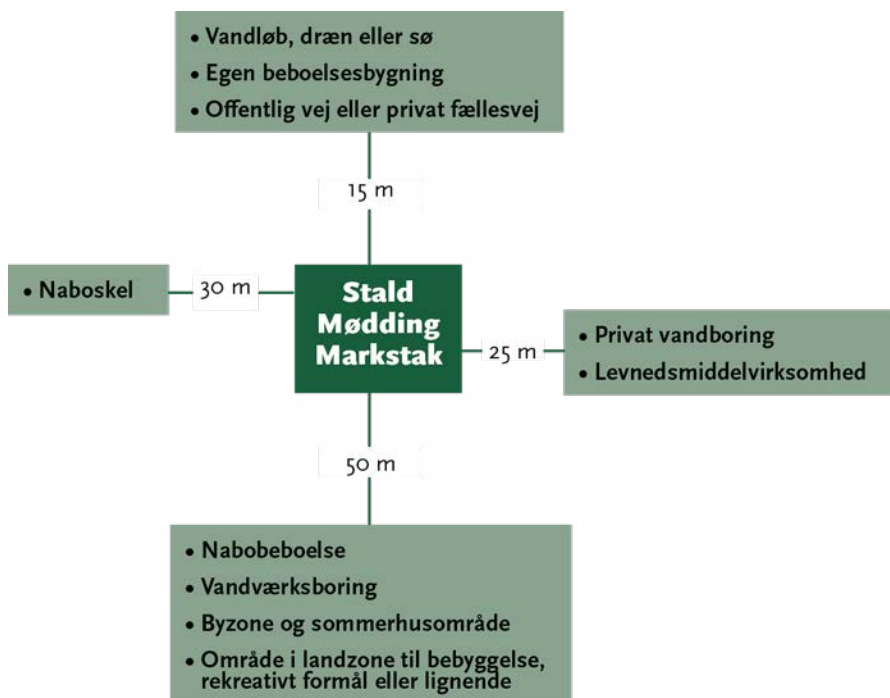 • Vandløb, dræn eller sø
• Egen beboelsesbygning
• Offentlig vej eller privat fællesvej
15 m
• Naboskel
30 m
Stald
Mødding
Markstak
25 m
• Privat vandboring
• Levnedsmiddelvirksomhed
50 m
• Nabobeboelse
• Vandværksboring
• Byzone og sommerhusområde
• Område i landzone til bebyggelse,
rekreativt formål eller lignende